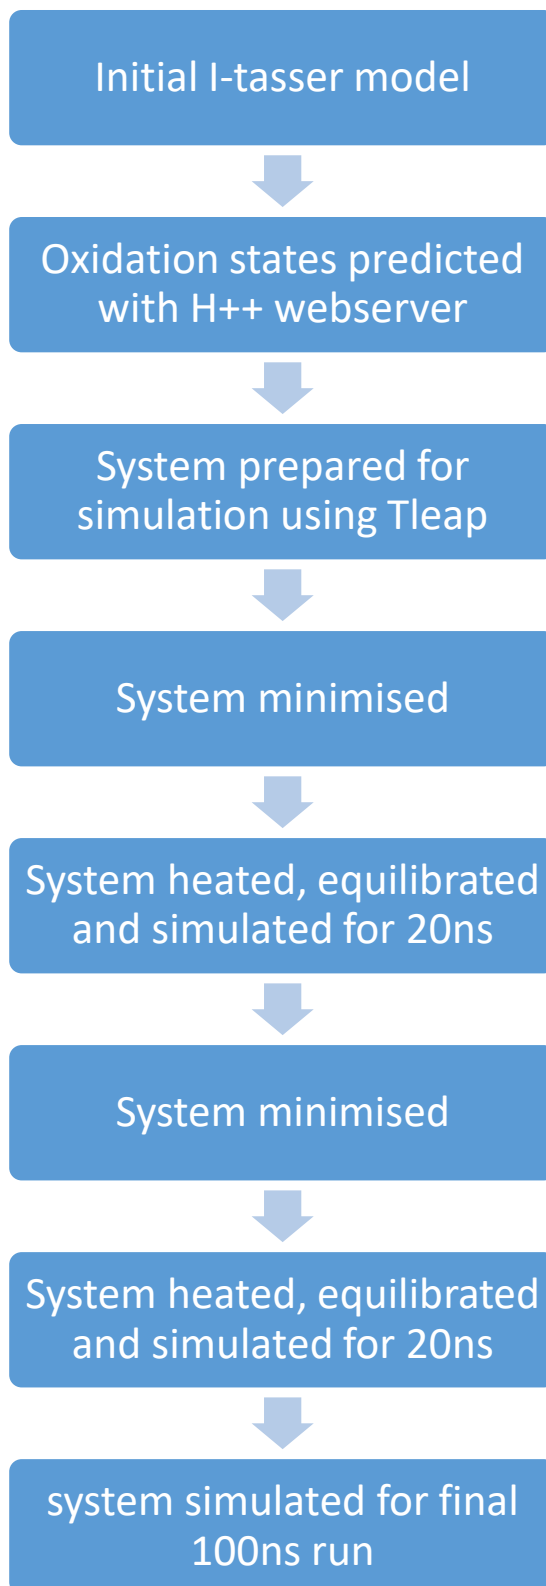 Initial I-tasser model
Oxidation states predicted
with H++ webserver
System prepared for
simulation using Tleap
System minimised
System heated, equilibrated
and simulated for 20ns
System minimised
System heated, equilibrated
and simulated for 20ns
system simulated for final
100ns run